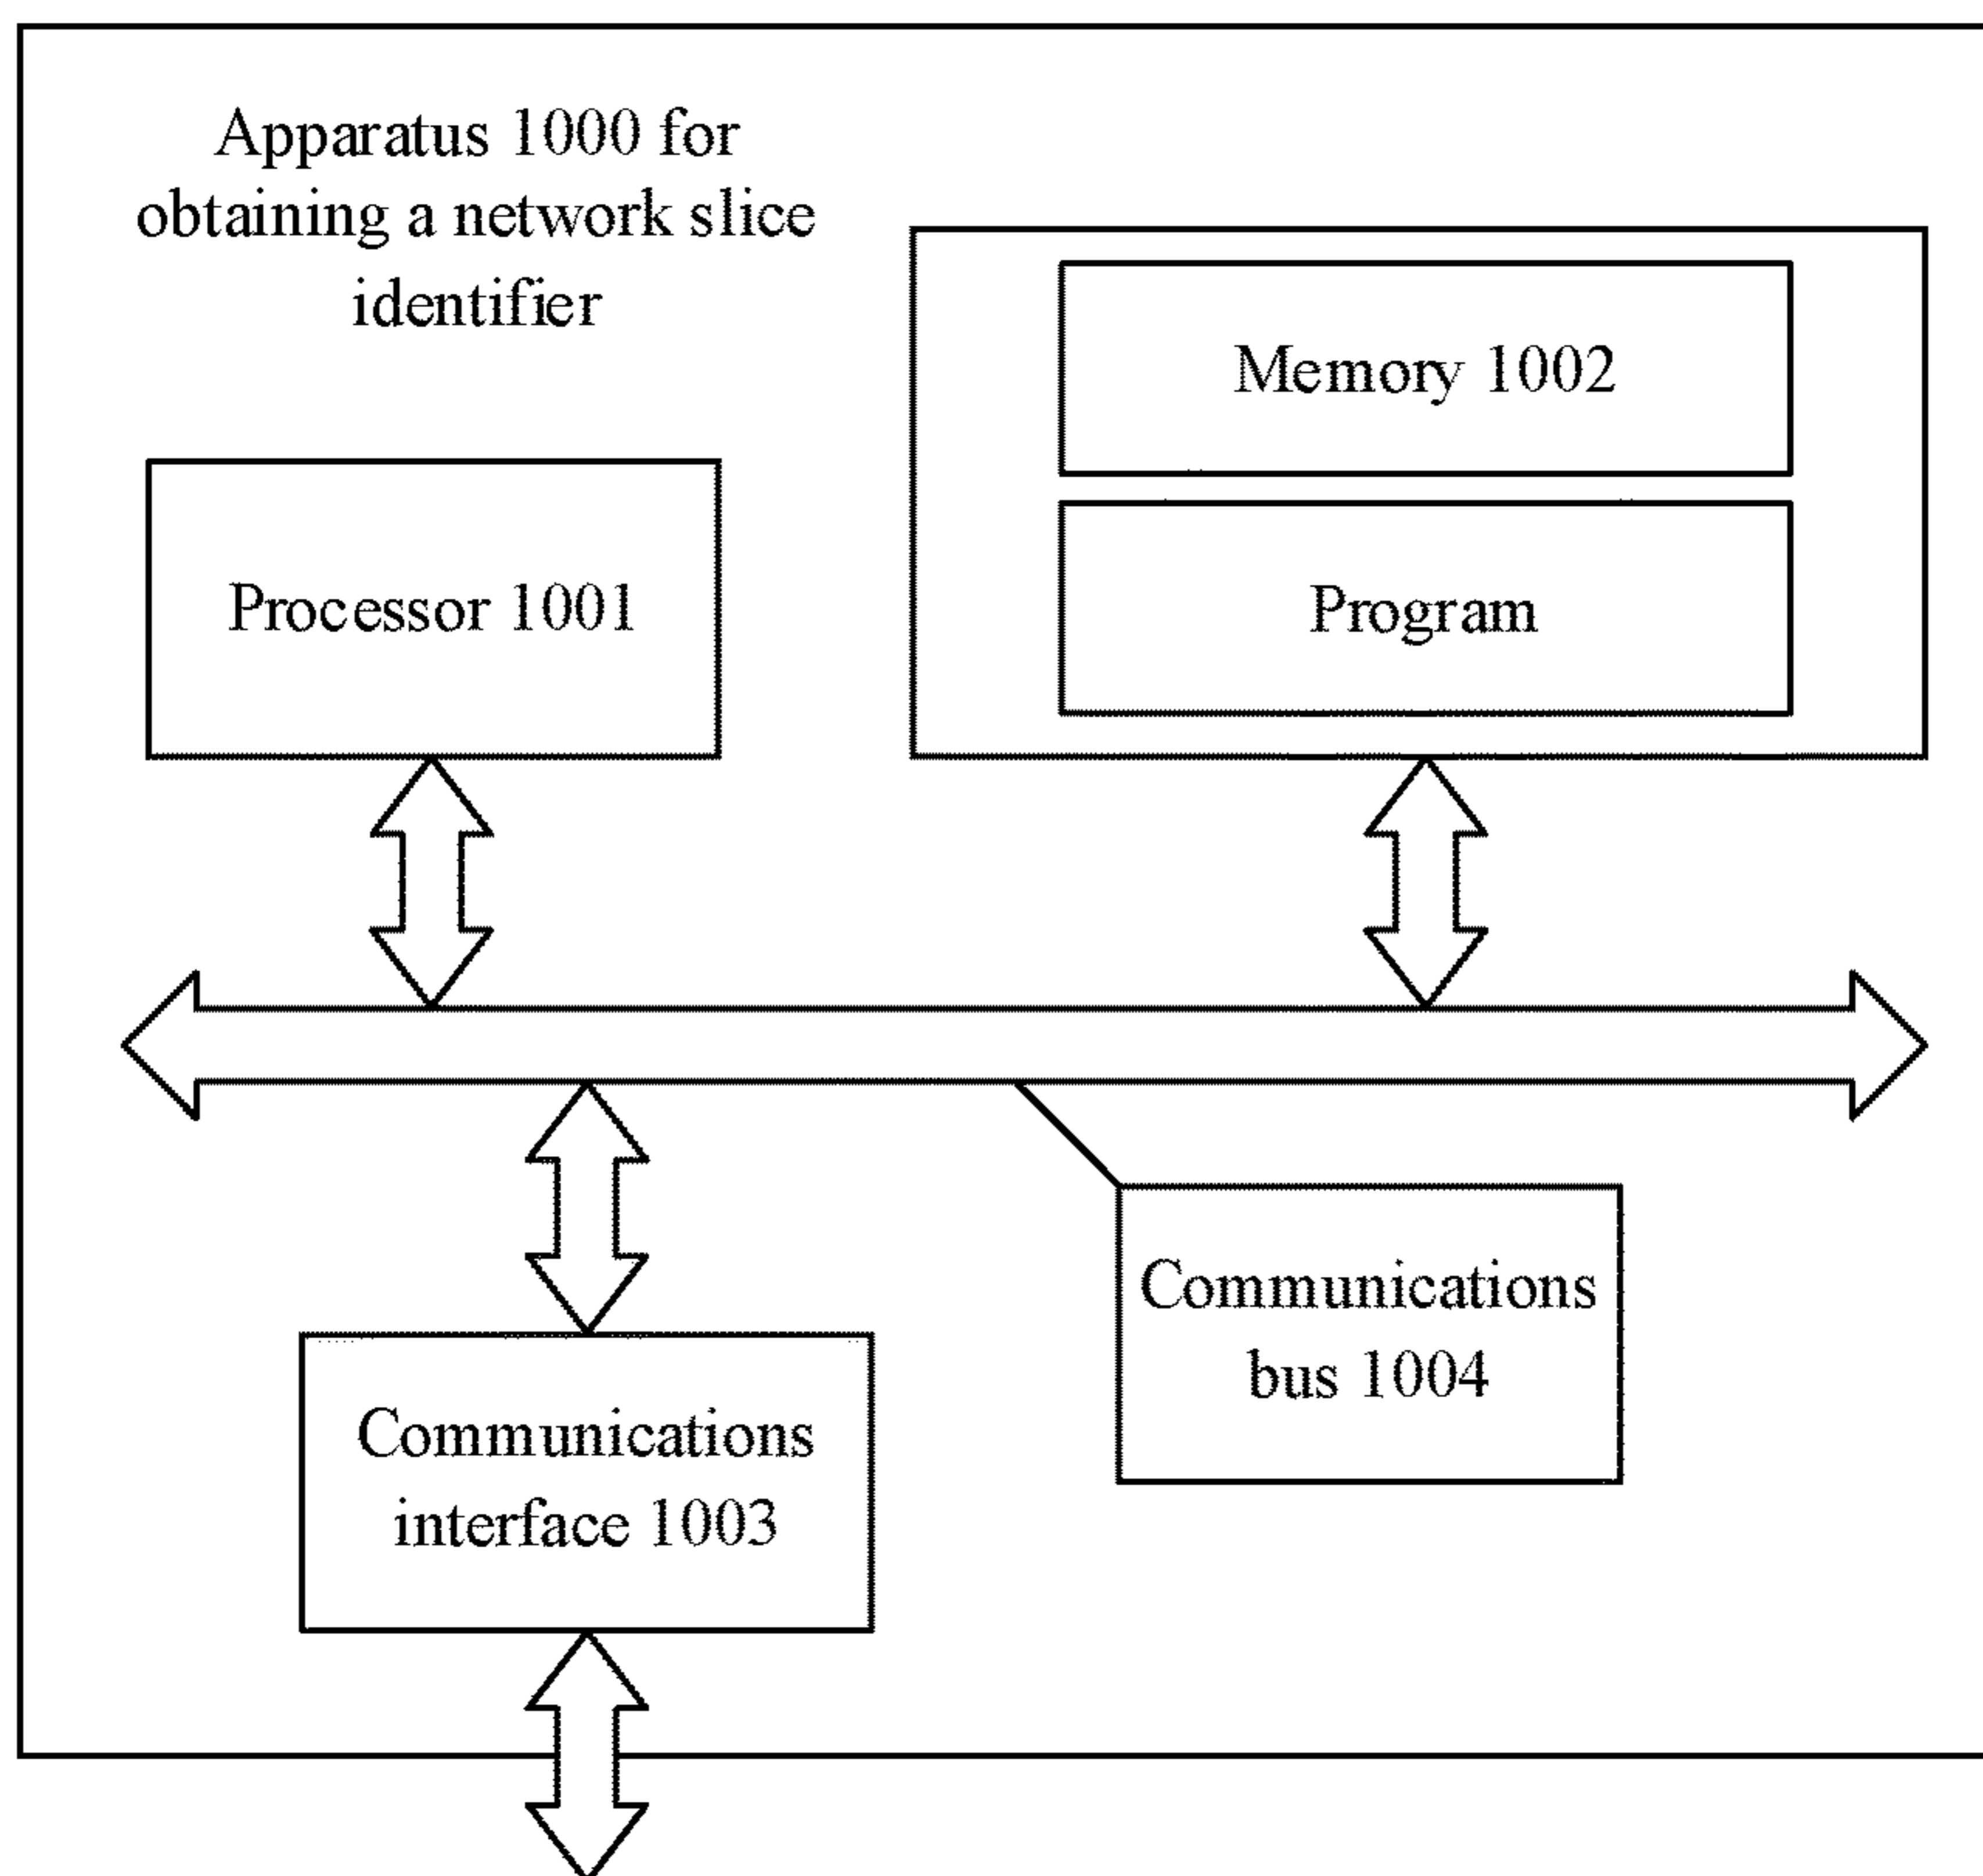 Apparatus 1000 for
obtaining a network slice
identifier
Memory 1002
Program
Processor 1001
Communications
bus 1004
Communications
interface 1003